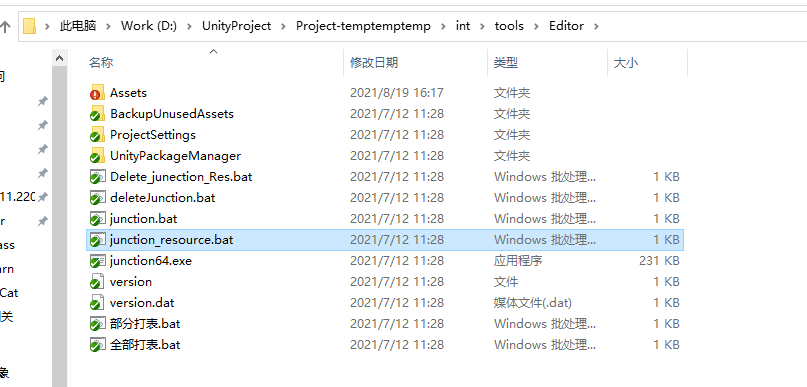 此电脑 > Work (D:) > UnityProject > Project-temptemptemp > int > tools > Editor >
名称 修改日期 类型 大小
Assets 2021/8/19 16:17 文件夹
BackupUnusedAssets 2021/7/12 11:28 文件夹
ProjectSettings 2021/7/12 11:28 文件夹
UnityPackageManager 2021/7/12 11:28 文件夹
Delete_junection_Res.bat 2021/7/12 11:28 Windows 批处理... 1 KB
11.220 deleteJunction.bat 2021/7/12 11:28 Windows 批处理... 1 KB
r junction.bat 2021/7/12 11:28 Windows 批处理... 1 KB
ass junction_resource.bat 2021/7/12 11:28 Windows 批处理... 1 KB
arn junction64.exe 2021/7/12 11:28 应用程序 231 KB
Cat version 2021/7/12 11:28 文件 1 KB
version.dat 2021/7/12 11:28 媒体文件(.dat) 1 KB
关 部分打表.bat 2021/7/12 11:28 Windows 批处理... 1 KB
全部打表.bat 2021/7/12 11:28 Windows 批处理... 1 KB
象